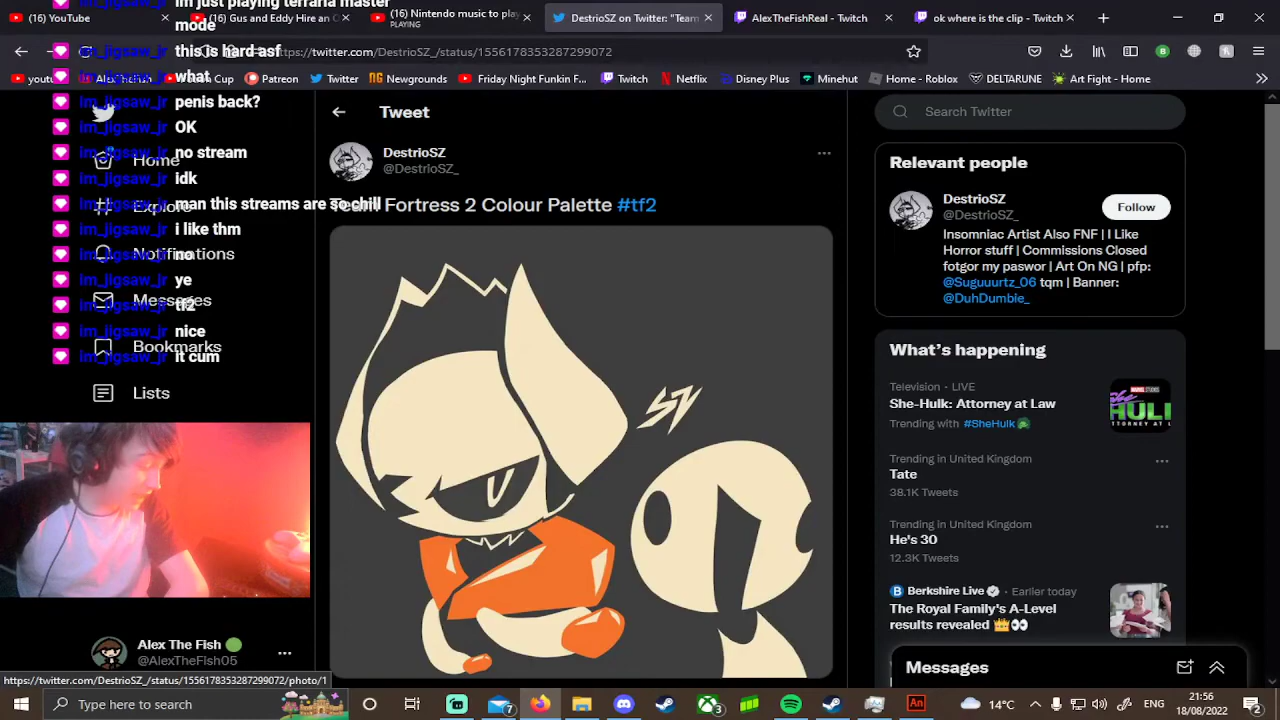 im just playing terraria master
mode
im_jigsaw_jr this is hard asf
im_jigsaw_jr what
im_jigsaw_jr penis back?
im_jigsaw_jr OK
im_jigsaw_jr no stream
im_jigsaw_jr idk
im_jigsaw_jr man this streams are so chill
im_jigsaw_jr i like thm
im_jigsaw_jr no
im_jigsaw_jr ye
im_jigsaw_jr tf2
im_jigsaw_jr nice
im_jigsaw_jr it cum
(16) YouTube
(16) Gus and Eddy Hire an
(16) Nintendo music to play
PLAYING
DestrioSZ on Twitter: "Team
AlexTheFishReal - Twitch
ok where is the clip - Twitch
https://twitter.com/DestrioSZ_/status/1556178353287299072
Cup
Patreon
Twitter
Newgrounds
Friday Night Funkin F...
Twitch
Netflix
Disney Plus
Minehut
Home - Roblox
DELTARUNE
Art Fight - Home
Home
Explore
Notifications
Messages
Bookmarks
Lists
Alex The Fish
@AlexTheFish05
Tweet
DestrioSZ
@DestrioSZ_
Team Fortress 2 Colour Palette #tf2
SZ
Search Twitter
Relevant people
DestrioSZ
@DestrioSZ_
Follow
Insomniac Artist Also FNF | I Like
Horror stuff | Commissions Closed
fotgor my paswor | Art On NG | pfp:
@Suguuurtz_06 tqm | Banner:
@DuhDumble_
What's happening
Television · LIVE
She-Hulk: Attorney at Law
Trending with #SheHulk
Trending in United Kingdom
Tate
38.1K Tweets
Trending in United Kingdom
He's 30
12.3K Tweets
Berkshire Live · Earlier today
The Royal Family's A-Level
results revealed 👑👀
Messages
https://twitter.com/DestrioSZ_/status/1556178353287299072/photo/1
Type here to search
7
3
An
14°C
ENG
21:56
18/08/2022